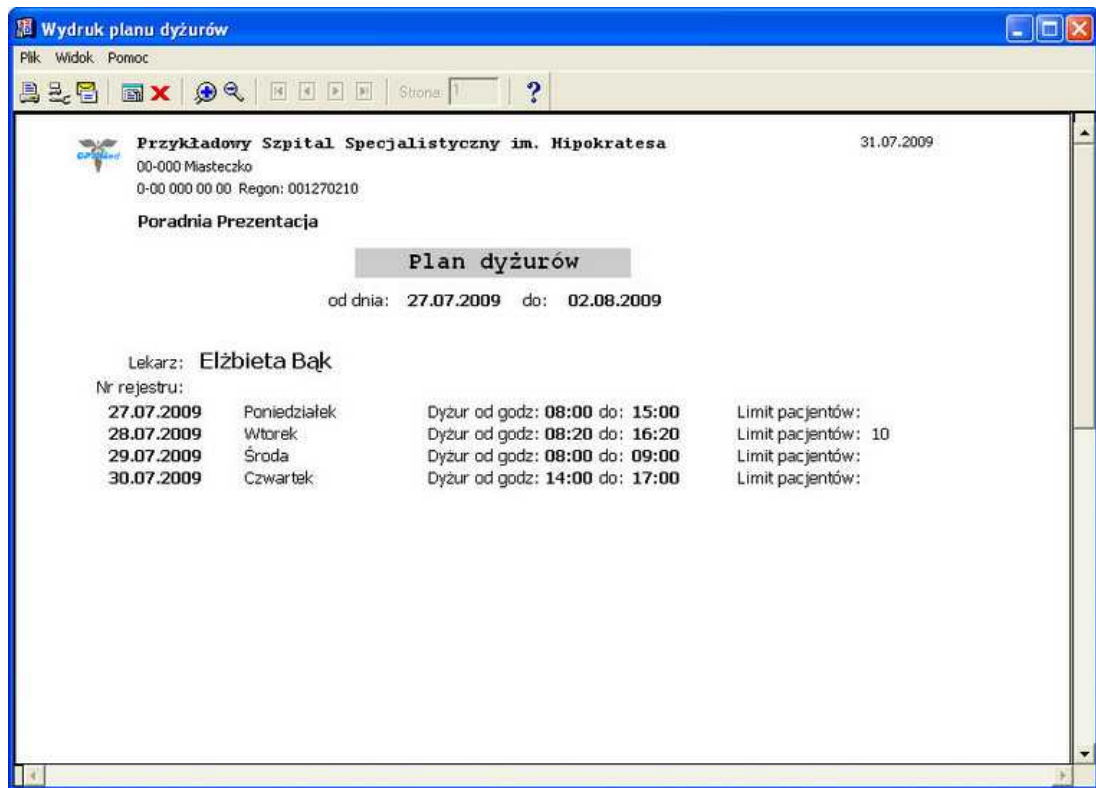 Wydruk planu dyżurów
Plik Widok Pomoc
Strona: 1 ?
Przykładowy Szpital Specjalistyczny im. Hipokratesa 31.07.2009
00-000 Miasteczko
0-00 000 00 00 Regon: 001270210
Poradnia Prezentacja
Plan dyżurów
od dnia: 27.07.2009 do: 02.08.2009
Lekarz: Elżbieta Bąk
Nr rejestru:
27.07.2009 Poniedziałek Dyżur od godz: 08:00 do: 15:00 Limit pacjentów:
28.07.2009 Wtorek Dyżur od godz: 08:20 do: 16:20 Limit pacjentów: 10
29.07.2009 Środa Dyżur od godz: 08:00 do: 09:00 Limit pacjentów:
30.07.2009 Czwartek Dyżur od godz: 14:00 do: 17:00 Limit pacjentów: